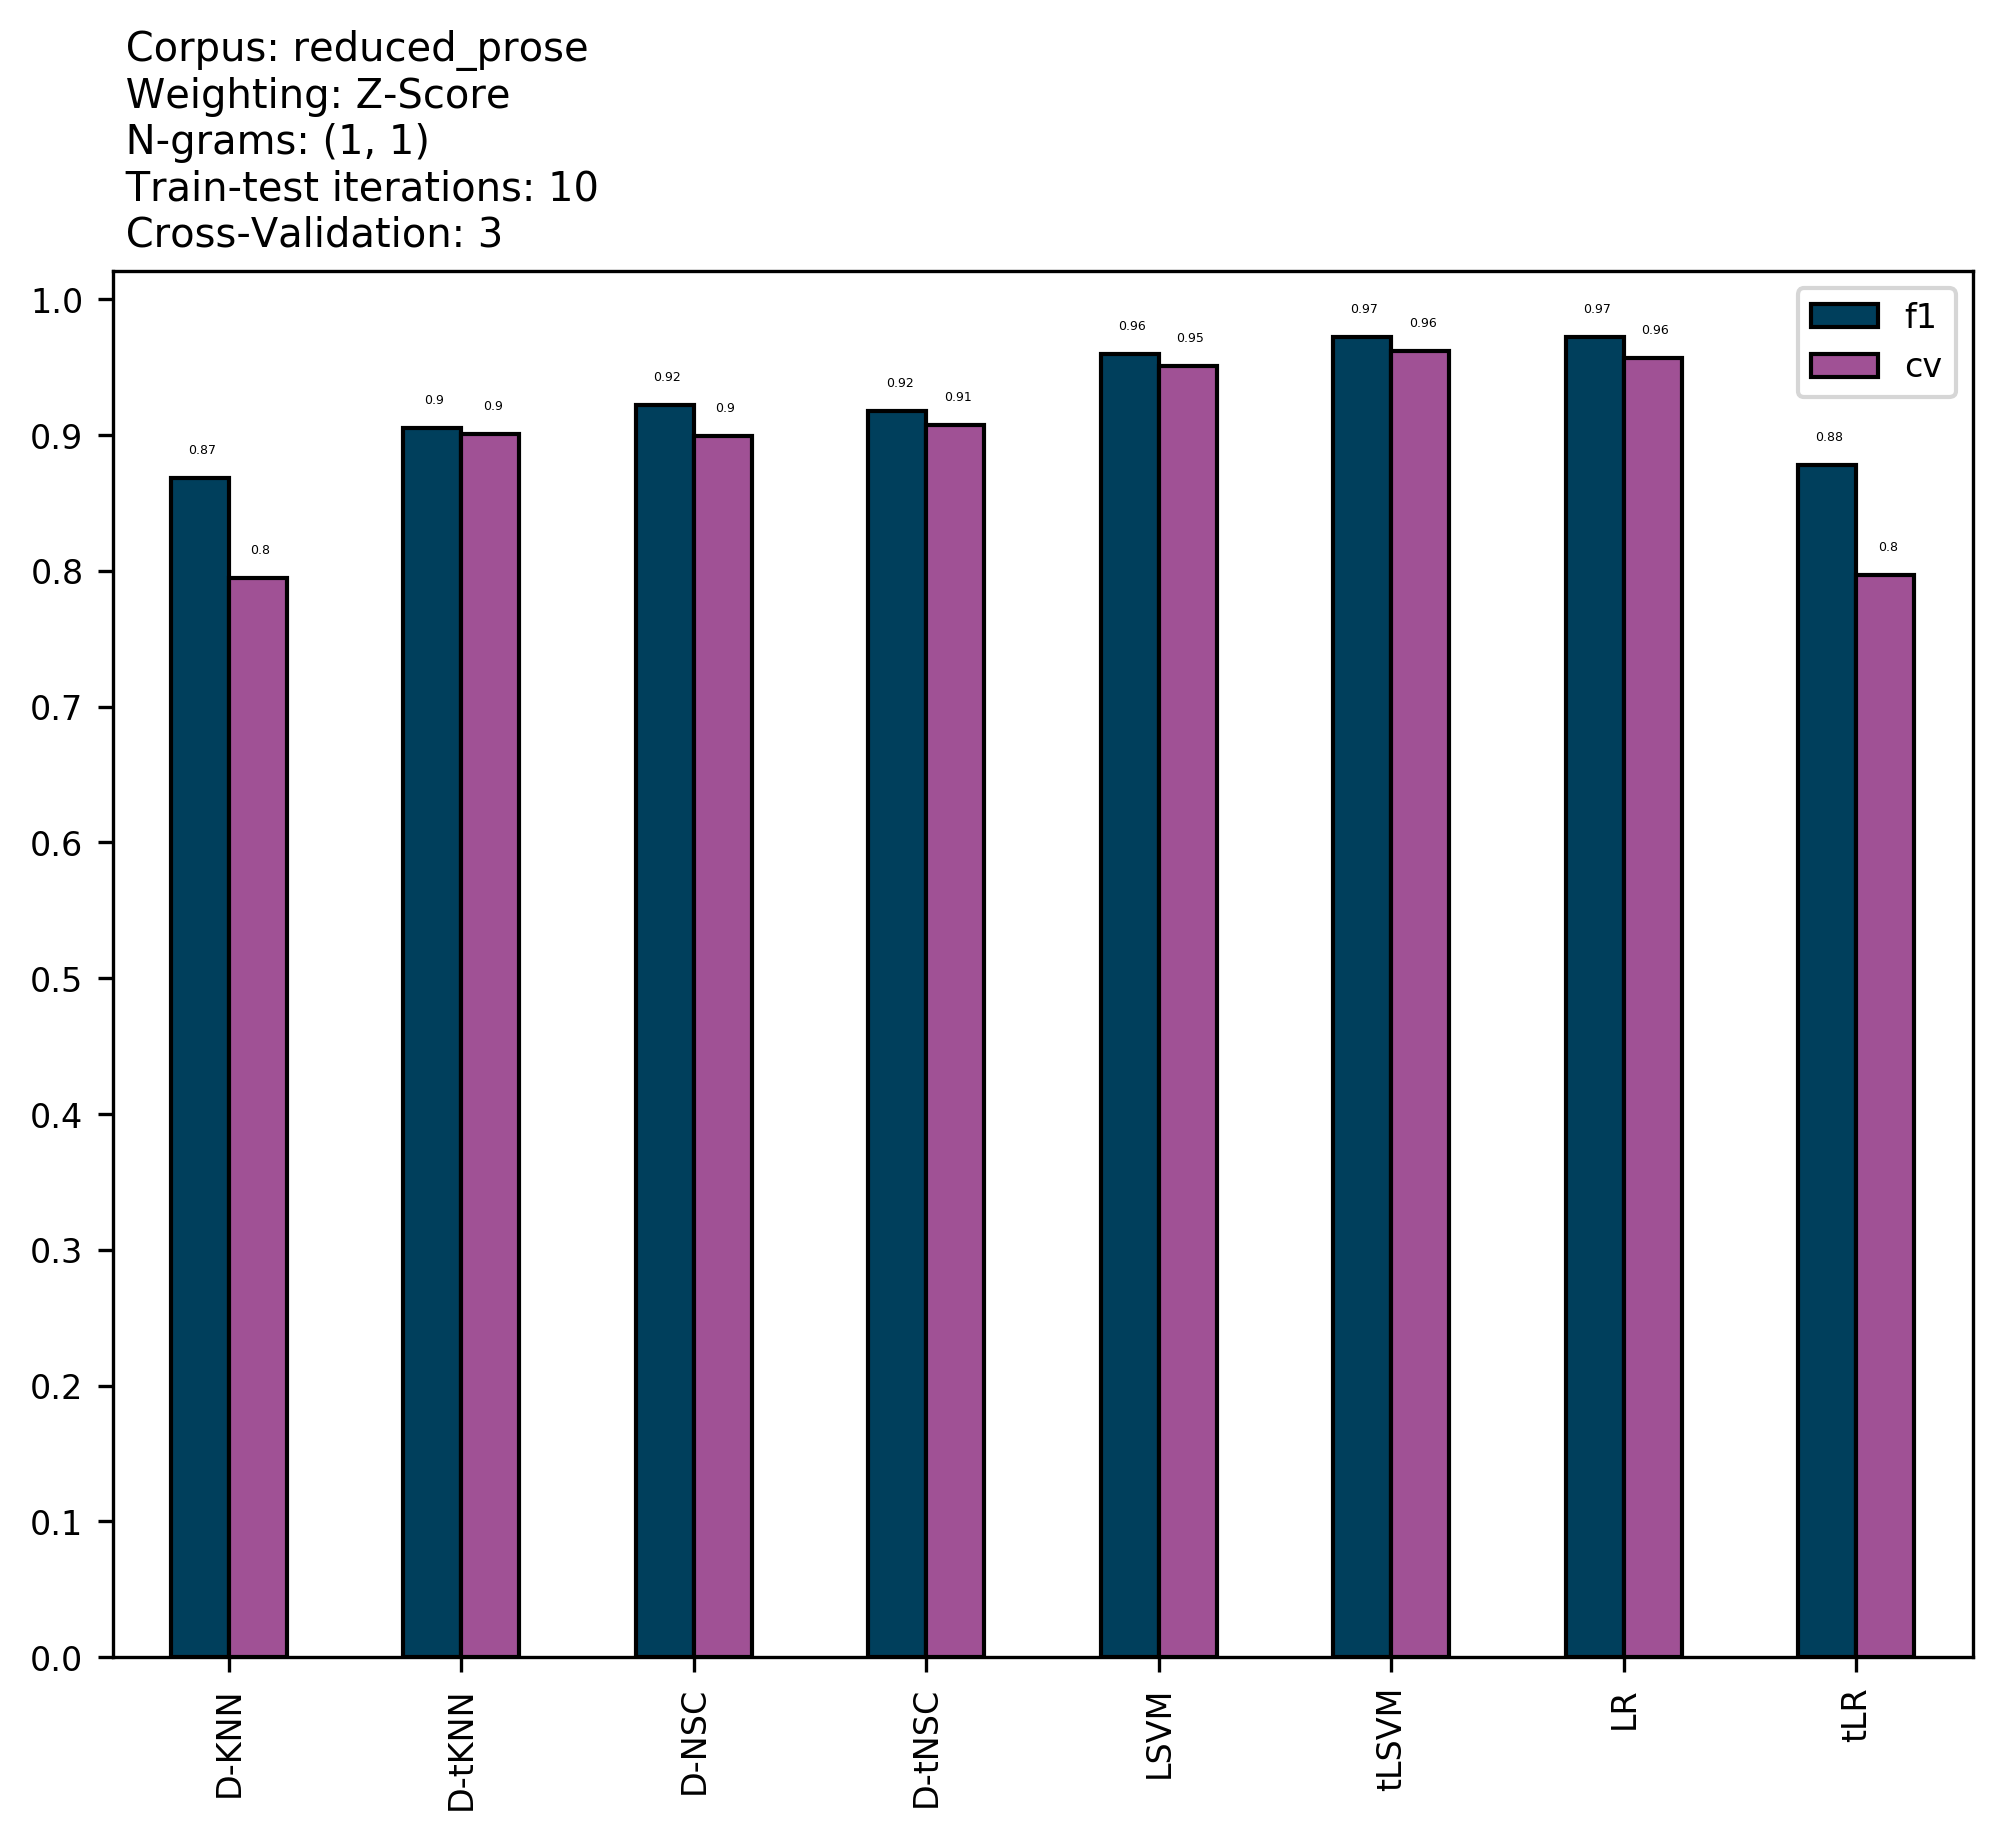 Corpus: reduced_prose
Weighting: Z-Score
N-grams: (1, 1)
Train-test iterations: 10
Cross-Validation: 3
f1
cv
1.0
0.9
0.8
0.7
0.6
0.5
0.4
0.3
0.2
0.1
0.0
0.87
0.8
0.9
0.9
0.92
0.9
0.92
0.91
0.96
0.95
0.97
0.96
0.97
0.96
0.88
0.8
D-KNN
D-tKNN
D-NSC
D-tNSC
LSVM
tLSVM
LR
tLR